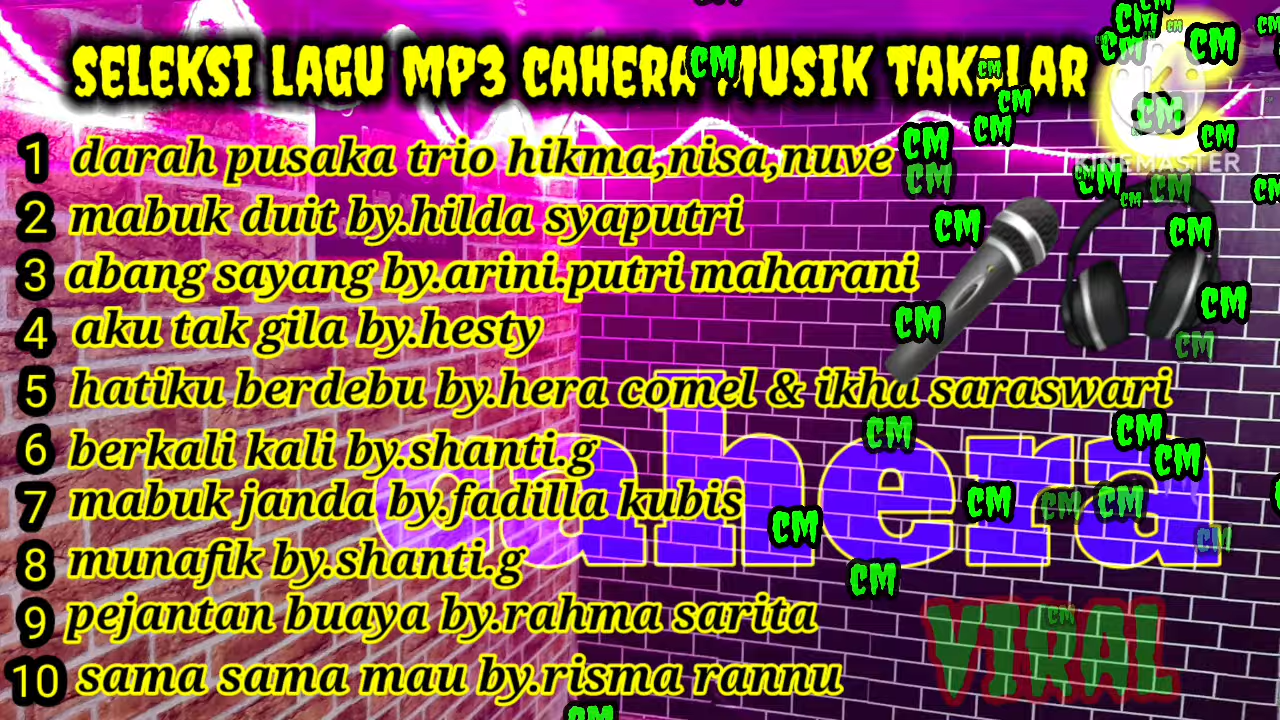 SELEKSI LAGU MP3 CAHERA MUSIK TAKALAR
1 darah pusaka trio hikma,nisa,nuve
2 mabuk duit by.hilda syaputri
3 abang sayang by.arini.putri maharani
4 aku tak gila by.hesty
5 hatiku berdebu by.hera comel & ikha saraswari
6 berkali kali by.shanti.g
7 mabuk janda by.fadilla kubis
8 munafik by.shanti.g
9 pejantan buaya by.rahma sarita
10 sama sama mau by.risma rannu
cahera
VIRAL
KINEMASTER
CM